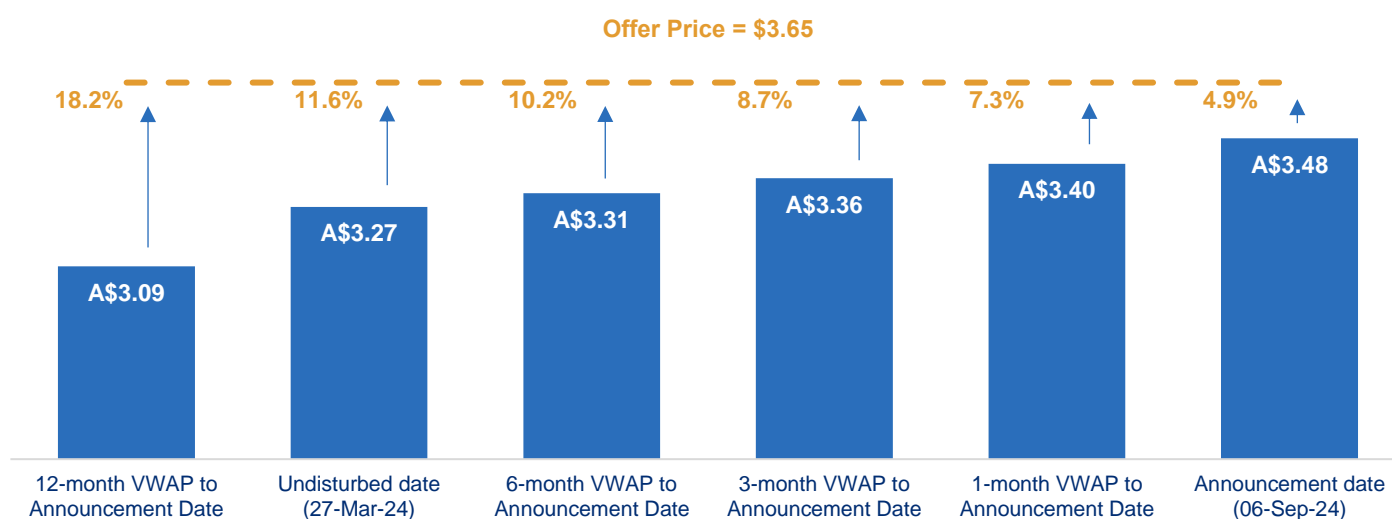 Offer Price = $3.65
18.2%
11.6%
10.2%
8.7%
7.3%
4.9%
A$3.09
A$3.27
A$3.31
A$3.36
A$3.40
A$3.48
12-month VWAP to
Announcement Date
Undisturbed date
(27-Mar-24)
6-month VWAP to
Announcement Date
3-month VWAP to
Announcement Date
1-month VWAP to
Announcement Date
Announcement date
(06-Sep-24)